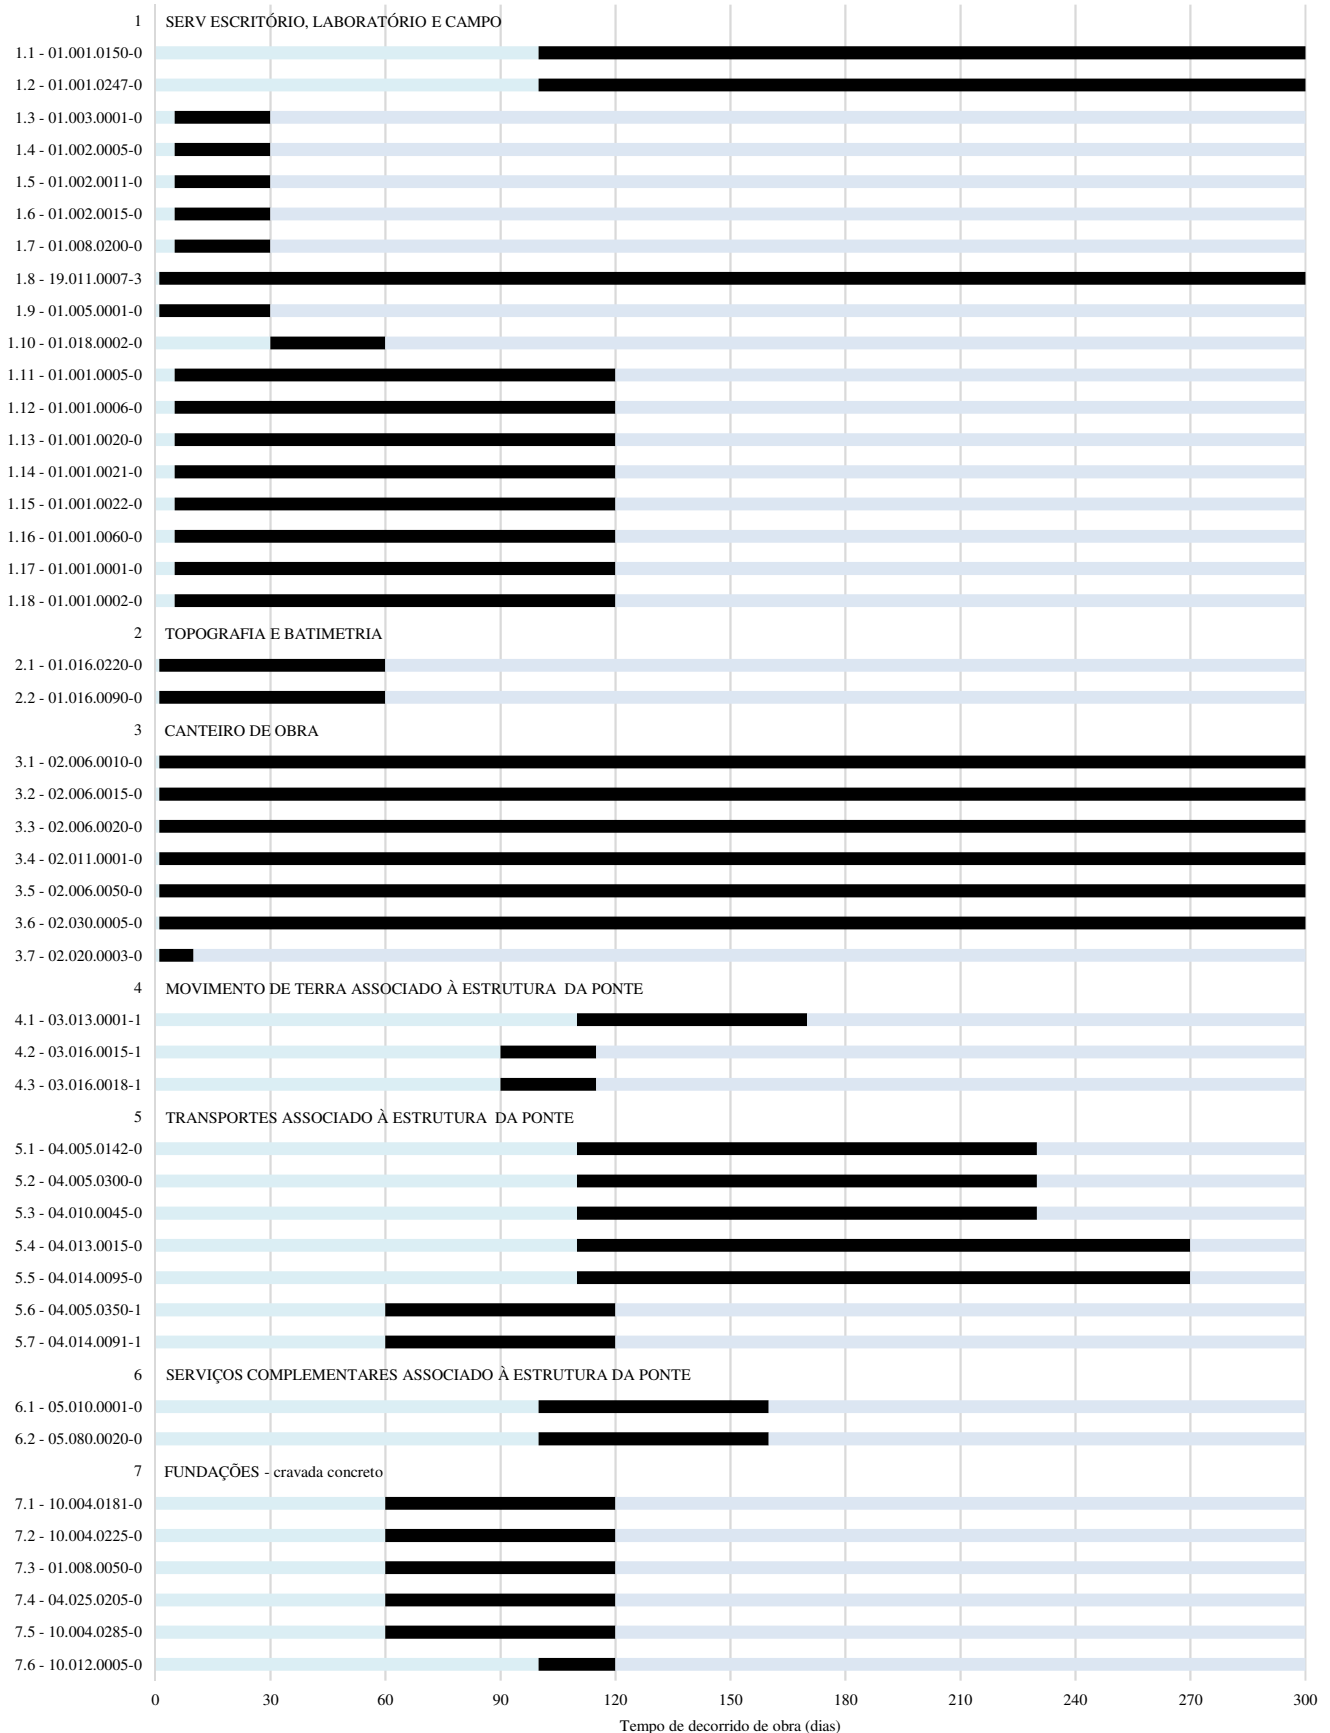 1 SERV ESCRITÓRIO, LABORATÓRIO E CAMPO
1.1 - 01.001.0150-0
1.2 - 01.001.0247-0
1.3 - 01.003.0001-0
1.4 - 01.002.0005-0
1.5 - 01.002.0011-0
1.6 - 01.002.0015-0
1.7 - 01.008.0200-0
1.8 - 19.011.0007-3
1.9 - 01.005.0001-0
1.10 - 01.018.0002-0
1.11 - 01.001.0005-0
1.12 - 01.001.0006-0
1.13 - 01.001.0020-0
1.14 - 01.001.0021-0
1.15 - 01.001.0022-0
1.16 - 01.001.0060-0
1.17 - 01.001.0001-0
1.18 - 01.001.0002-0
2 TOPOGRAFIA E BATIMETRIA
2.1 - 01.016.0220-0
2.2 - 01.016.0090-0
3 CANTEIRO DE OBRA
3.1 - 02.006.0010-0
3.2 - 02.006.0015-0
3.3 - 02.006.0020-0
3.4 - 02.011.0001-0
3.5 - 02.006.0050-0
3.6 - 02.030.0005-0
3.7 - 02.020.0003-0
4 MOVIMENTO DE TERRA ASSOCIADO À ESTRUTURA DA PONTE
4.1 - 03.013.0001-1
4.2 - 03.016.0015-1
4.3 - 03.016.0018-1
5 TRANSPORTES ASSOCIADO À ESTRUTURA DA PONTE
5.1 - 04.005.0142-0
5.2 - 04.005.0300-0
5.3 - 04.010.0045-0
5.4 - 04.013.0015-0
5.5 - 04.014.0095-0
5.6 - 04.005.0350-1
5.7 - 04.014.0091-1
6 SERVIÇOS COMPLEMENTARES ASSOCIADO À ESTRUTURA DA PONTE
6.1 - 05.010.0001-0
6.2 - 05.080.0020-0
7 FUNDAÇÕES - cravada concreto
7.1 - 10.004.0181-0
7.2 - 10.004.0225-0
7.3 - 01.008.0050-0
7.4 - 04.025.0205-0
7.5 - 10.004.0285-0
7.6 - 10.012.0005-0
0 30 60 90 120 150 180 210 240 270 300
Tempo de decorrido de obra (dias)